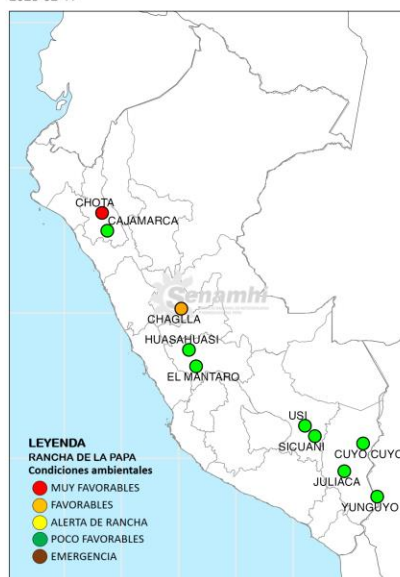 CHOTA
CAJAMARCA
Senamhi
CHAGLLA
HUASAHUASI
EL MANTARO
USI
SICUANI
CUYO CUYO
JULIACA
YUNGUYO
LEYENDA
RANCHA DE LA PAPA
Condiciones ambientales
MUY FAVORABLES
FAVORABLES
ALERTA DE RANCHA
POCO FAVORABLES
EMERGENCIA